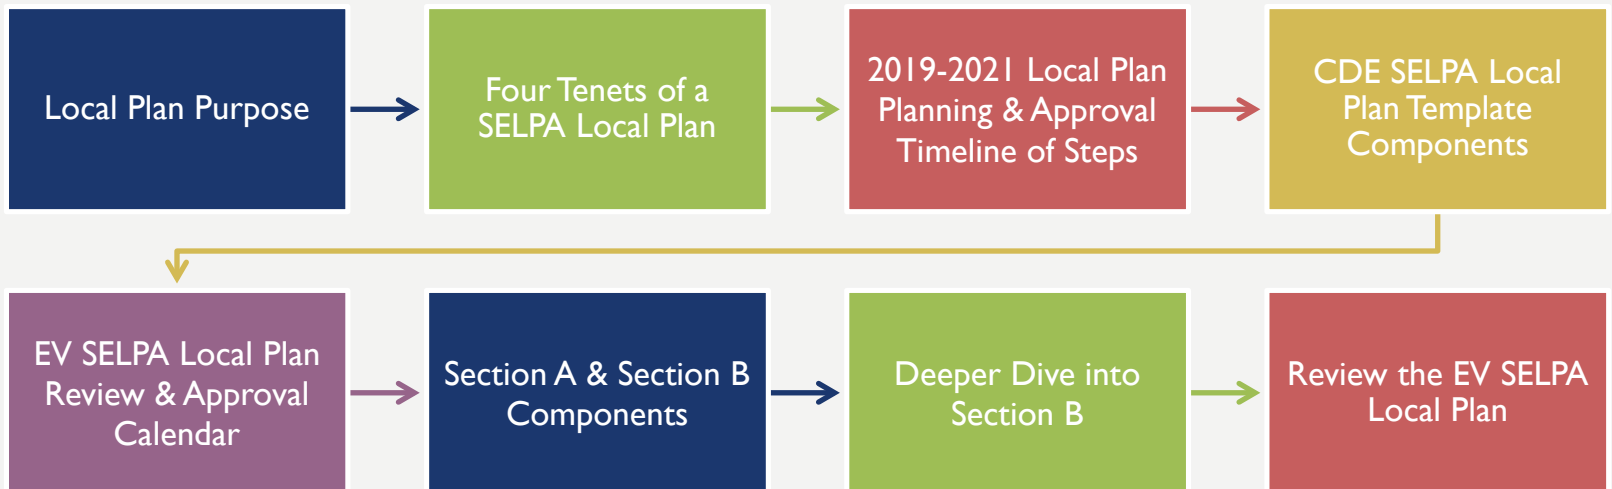 Local Plan Purpose
Four Tenets of a
SELPA Local Plan
2019-2021 Local Plan
Planning & Approval
Timeline of Steps
CDE SELPA Local
Plan Template
Components
EV SELPA Local Plan
Review & Approval
Calendar
Section A & Section B
Components
Deeper Dive into
Section B
Review the EV SELPA
Local Plan